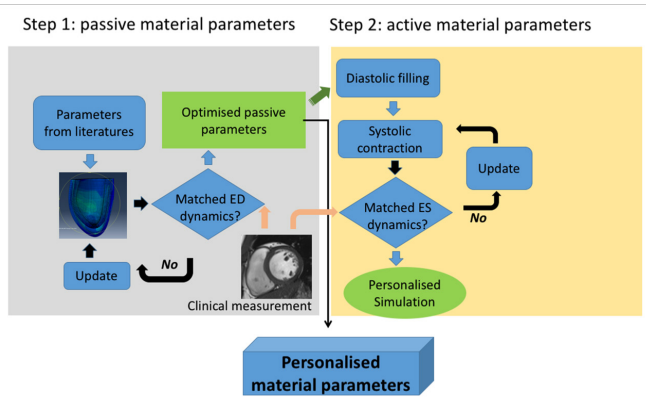 Step 1: passive material parameters
Step 2: active material parameters
Parameters
from literatures
Optimised passive
parameters
Matched ED
dynamics?
No
Update
Clinical measurement
Diastolic filling
Systolic
contraction
Update
Matched ES
dynamics?
No
Personalised
Simulation
Personalised
material parameters